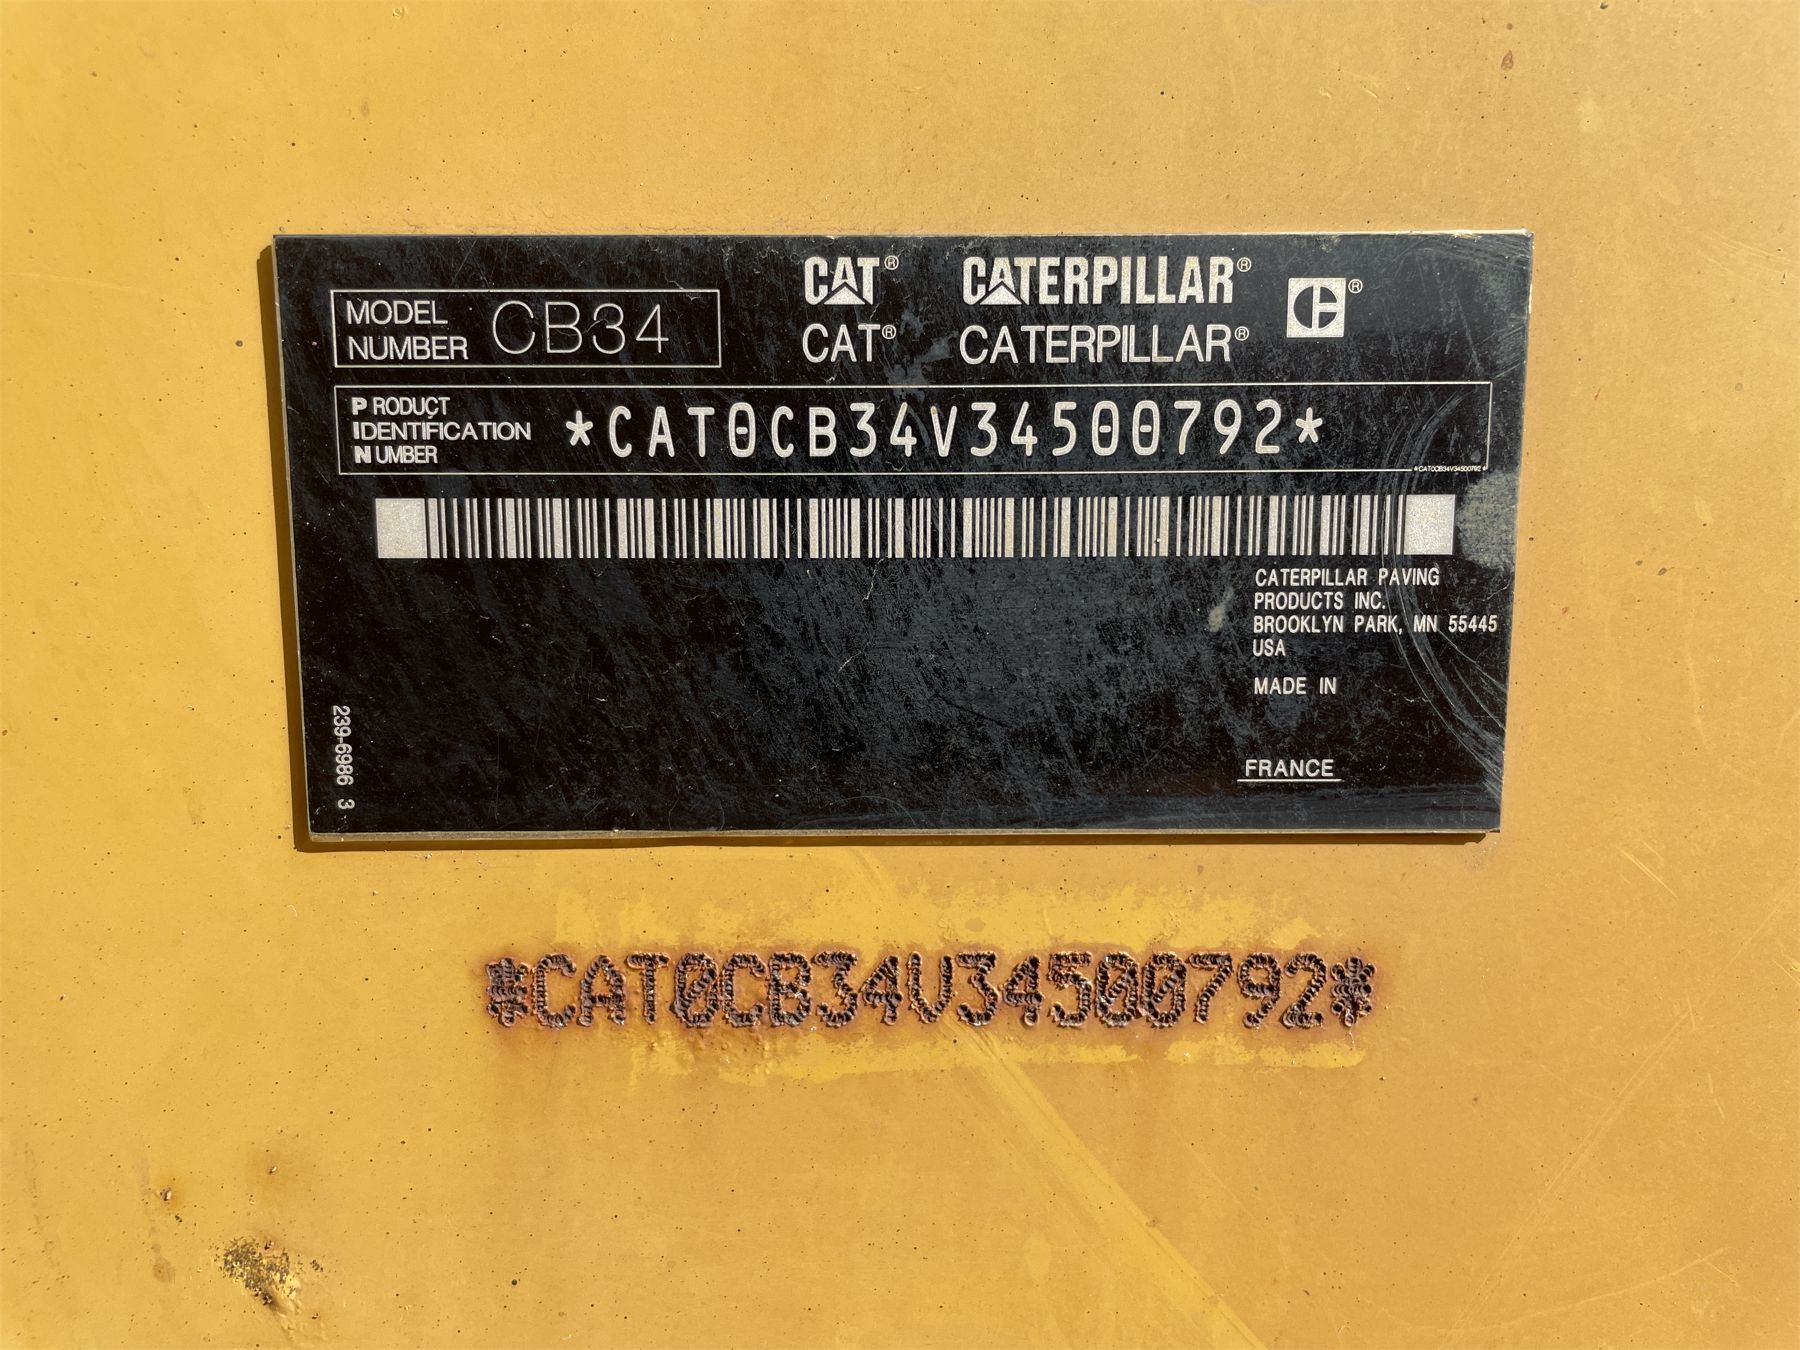 MODEL NUMBER CB34
CAT® CATERPILLAR® C®
CAT® CATERPILLAR®
PRODUCT
IDENTIFICATION
NUMBER
*CAT0CB34V34500792*
*CAT0CB34V34500792*
CATERPILLAR PAVING
PRODUCTS INC.
BROOKLYN PARK, MN 55445
USA
MADE IN
FRANCE
239-6986 3
*CAT0CB34V34500792*